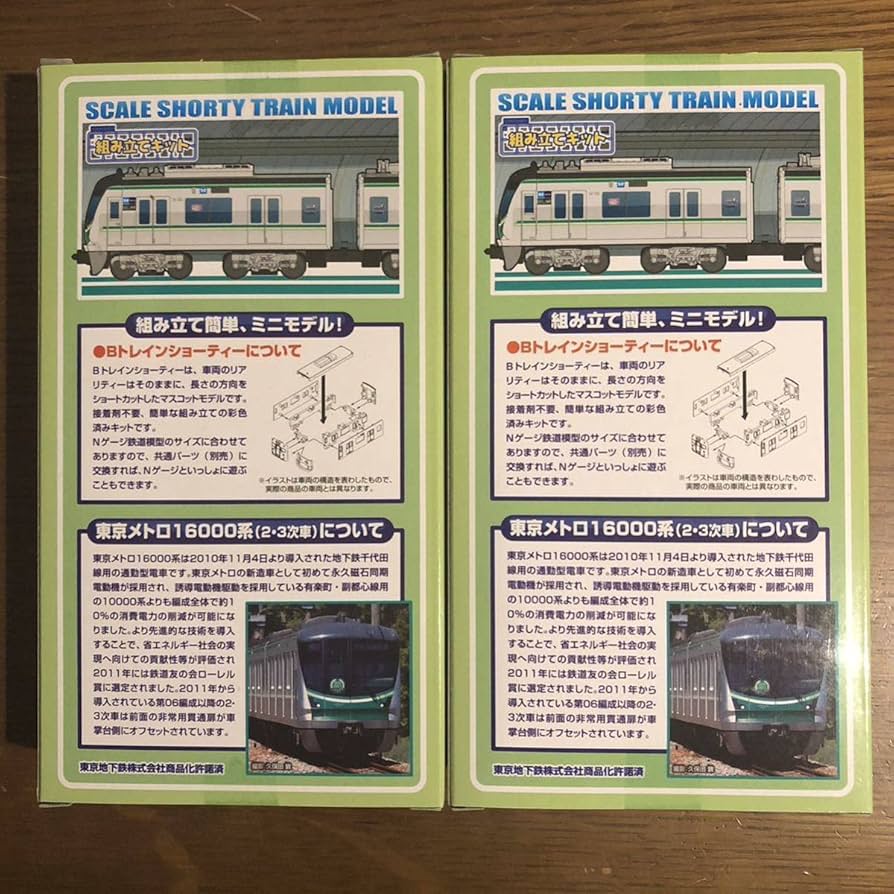 SCALE SHORTY TRAIN MODEL
組み立てキット
組み立て簡単、ミニモデル!
●Bトレインショーティーについて
Bトレインショーティーは、車両のリア
リティーはそのままに、長さの方向を
ショートカットしたマスコットモデルです。
接着剤不要、簡単な組み立ての彩色
済みキットです。
Nゲージ鉄道模型のサイズに合わせて
ありますので、共通パーツ(別売)に
交換すれば、Nゲージといっしょに遊ぶ
こともできます。
※イラストは車両の構造を表わしたもので、
実際の商品の車両とは異なります。
東京メトロ16000系(2・3次車)について
東京メトロ16000系は2010年11月4日より導入された地下鉄千代田
線用の通勤型電車です。東京メトロの新造車として初めて永久磁石同期
電動機が採用され、誘導電動機駆動を採用している有楽町・副都心線用
の10000系よりも編成全体で約1
0%の消費電力の削減が可能にな
りました。より先進的な技術を導入
することで、省エネルギー社会の実
現へ向けての貢献性等が評価され
2011年には鉄道友の会ローレル
賞に選定されました。2011年から
導入されている第06編成以降の2・
3次車は前面の非常用貫通扉が車
掌台側にオフセットされています。
撮影 久保田 敦
東京地下鉄株式会社商品化許諾済
SCALE SHORTY TRAIN MODEL
組み立てキット
組み立て簡単、ミニモデル!
●Bトレインショーティーについて
Bトレインショーティーは、車両のリア
リティーはそのままに、長さの方向を
ショートカットしたマスコットモデルです。
接着剤不要、簡単な組み立ての彩色
済みキットです。
Nゲージ鉄道模型のサイズに合わせて
ありますので、共通パーツ(別売)に
交換すれば、Nゲージといっしょに遊ぶ
こともできます。
※イラストは車両の構造を表わしたもので、
実際の商品の車両とは異なります。
東京メトロ16000系(2・3次車)について
東京メトロ16000系は2010年11月4日より導入された地下鉄千代田
線用の通勤型電車です。東京メトロの新造車として初めて永久磁石同期
電動機が採用され、誘導電動機駆動を採用している有楽町・副都心線用
の10000系よりも編成全体で約1
0%の消費電力の削減が可能にな
りました。より先進的な技術を導入
することで、省エネルギー社会の実
現へ向けての貢献性等が評価され
2011年には鉄道友の会ローレル
賞に選定されました。2011年から
導入されている第06編成以降の2・
3次車は前面の非常用貫通扉が車
掌台側にオフセットされています。
撮影 久保田 敦
東京地下鉄株式会社商品化許諾済